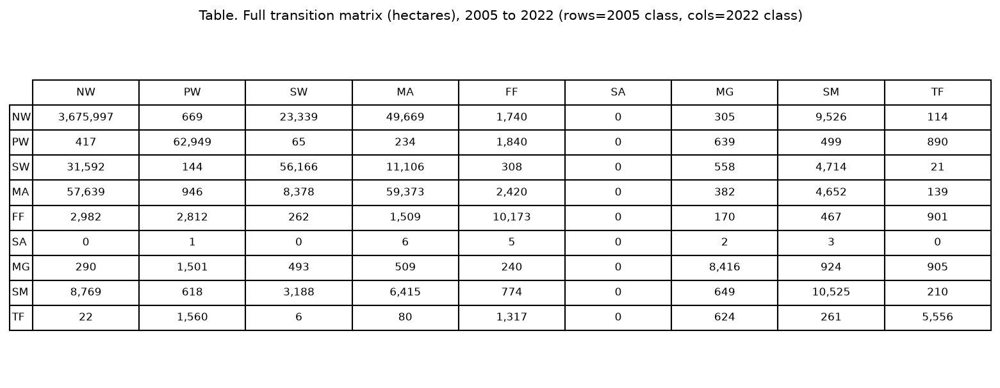 Table. Full transition matrix (hectares), 2005 to 2022 (rows=2005 class, cols=2022 class)
NW PW SW MA FF SA MG SM TF
NW 3,675,997 669 23,339 49,669 1,740 0 305 9,526 114
PW 417 62,949 65 234 1,840 0 639 499 890
SW 31,592 144 56,166 11,106 308 0 558 4,714 21
MA 57,639 946 8,378 59,373 2,420 0 382 4,652 139
FF 2,982 2,812 262 1,509 10,173 0 170 467 901
SA 0 1 0 6 5 0 2 3 0
MG 290 1,501 493 509 240 0 8,416 924 905
SM 8,769 618 3,188 6,415 774 0 649 10,525 210
TF 22 1,560 6 80 1,317 0 624 261 5,556